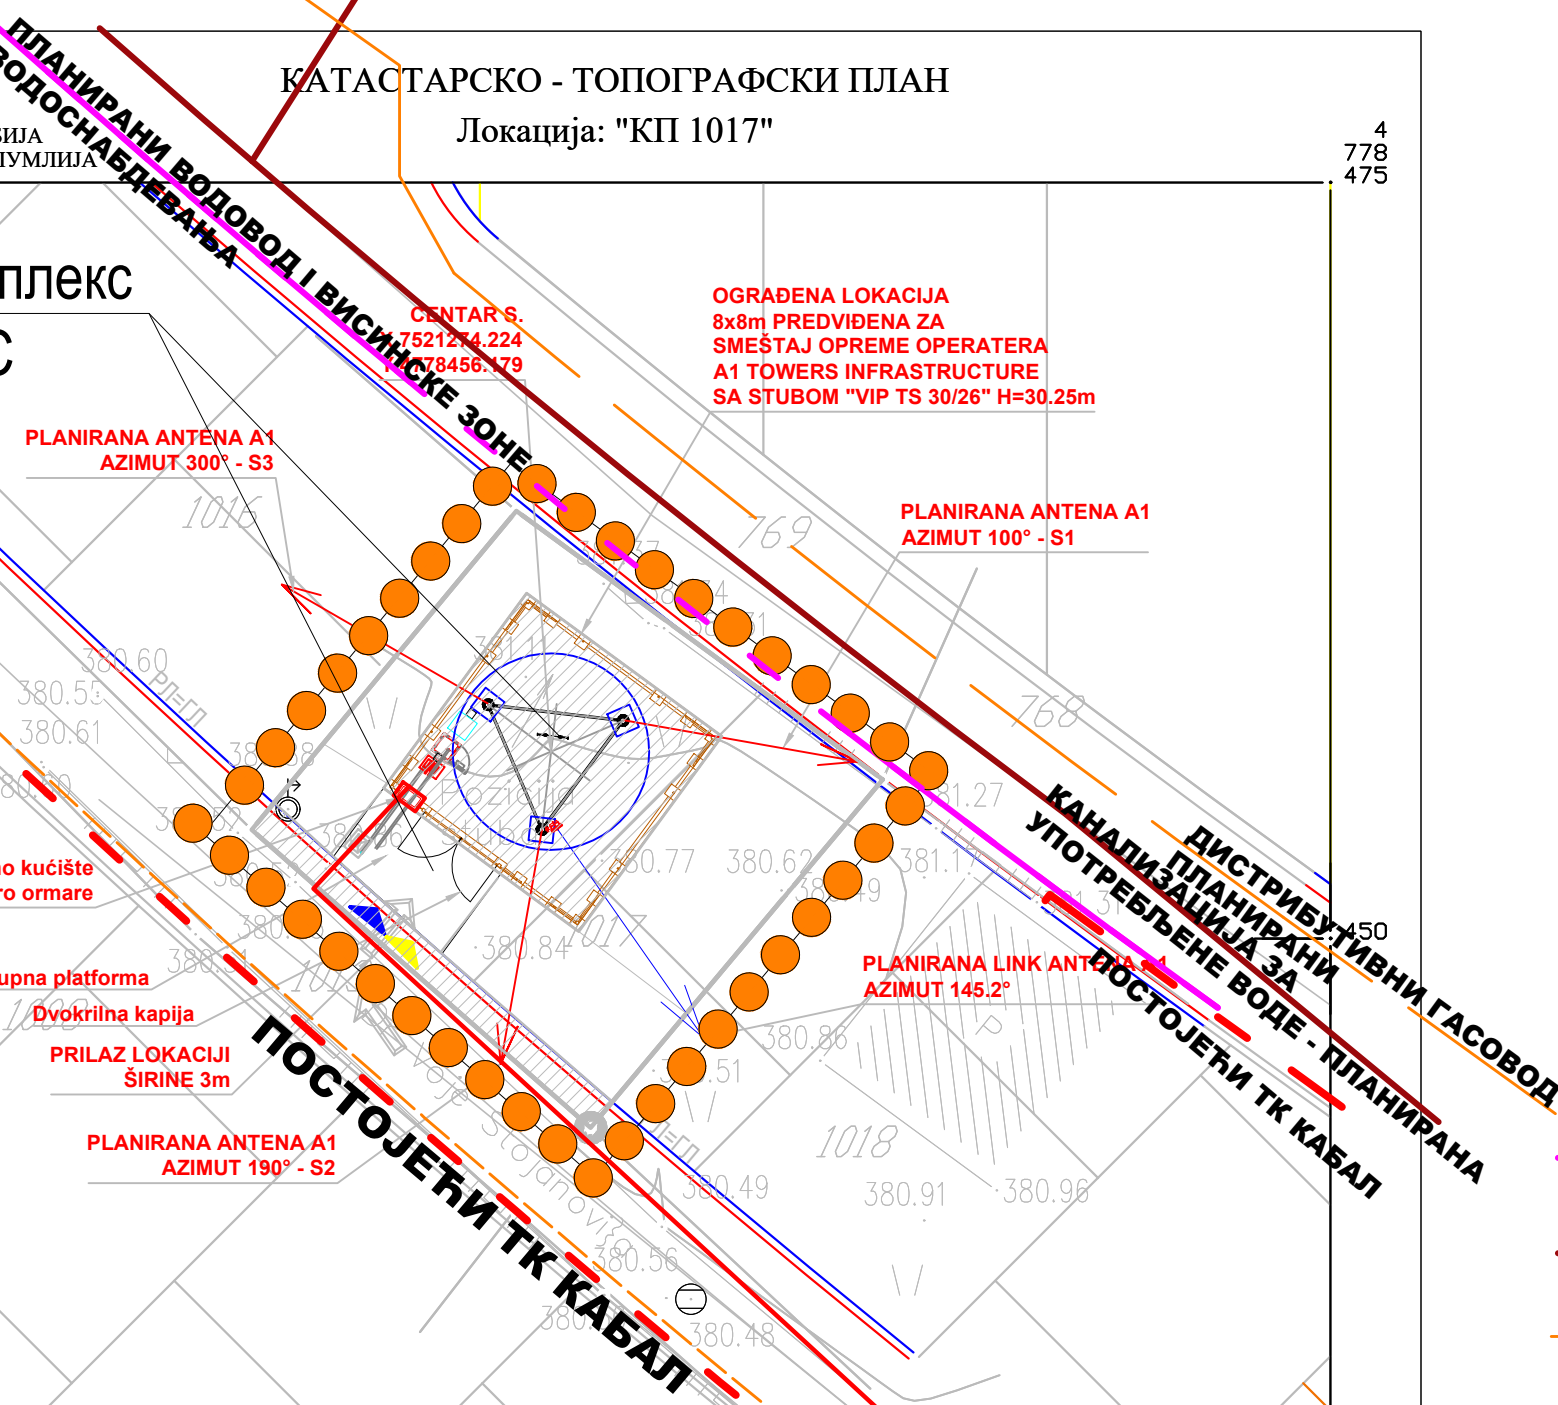 КАТАСТАРСКО - ТОПОГРАФСКИ ПЛАН
Локација: "КП 1017"
4
778
475
ПЛАНИРАНИ ВОДОВОД I ВИСИНСКЕ ЗОНЕ
ВОДОСНАБДЕВАЊА
CENTAR S.
OGRAĐENA LOKACIJA
8x8m PREDVIĐENA ZA
SMEŠTAJ OPREME OPERATERA
A1 TOWERS INFRASTRUCTURE
SA STUBOM "VIP TS 30/26" H=30.25m
PLANIRANA ANTENA A1
AZIMUT 300° - S3
1016
769
PLANIRANA ANTENA A1
AZIMUT 100° - S1
768
380.60
380.61
Pozicija
stuba
380.77
380.62
381.17
380.84
1017
450
PLANIRANA LINK ANTENA A1
AZIMUT 145.2°
КАНАЛИЗАЦИЈА ЗА
УПОТРЕБЉЕНЕ ВОДЕ - ПЛАНИРАНА
ПЛАНИРАНИ
ДИСТРИБУТИВНИ ГАСОВОД
ПОСТОЈЕЋИ ТК КАБАЛ
kućište
ormare
platforma
Dvokrilna kapija
PRILAZ LOKACIJI
ŠIRINE 3m
PLANIRANA ANTENA A1
AZIMUT 190° - S2
ПОСТОЈЕЋИ ТК КАБАЛ
Stojanovića
380.86
1018
380.49
380.91
380.96
380.56
380.48